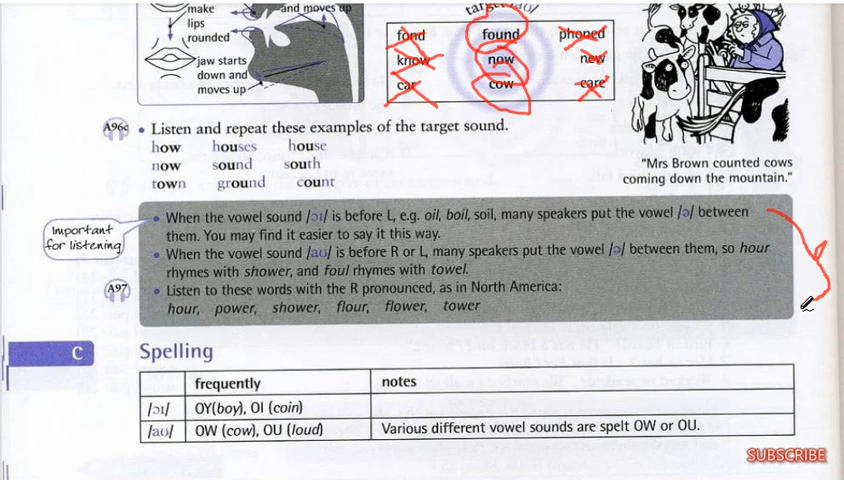 make
lips
rounded
and moves up
jaw starts
down and
moves up
target /aʊ/
fond found phoned
know now new
car cow care
A96c • Listen and repeat these examples of the target sound.
how houses house
now sound south
town ground count
"Mrs Brown counted cows
coming down the mountain."
Important
for listening
• When the vowel sound /ɔɪ/ is before L, e.g. oil, boil, soil, many speakers put the vowel /ə/ between
them. You may find it easier to say it this way.
• When the vowel sound /aʊ/ is before R or L, many speakers put the vowel /ə/ between them, so hour
rhymes with shower, and foul rhymes with towel.
A97 • Listen to these words with the R pronounced, as in North America:
hour, power, shower, flour, flower, tower
C Spelling
frequently notes
/ɔɪ/ OY(boy), OI (coin)
/aʊ/ OW (cow), OU (loud) Various different vowel sounds are spelt OW or OU.
SUBSCRIBE